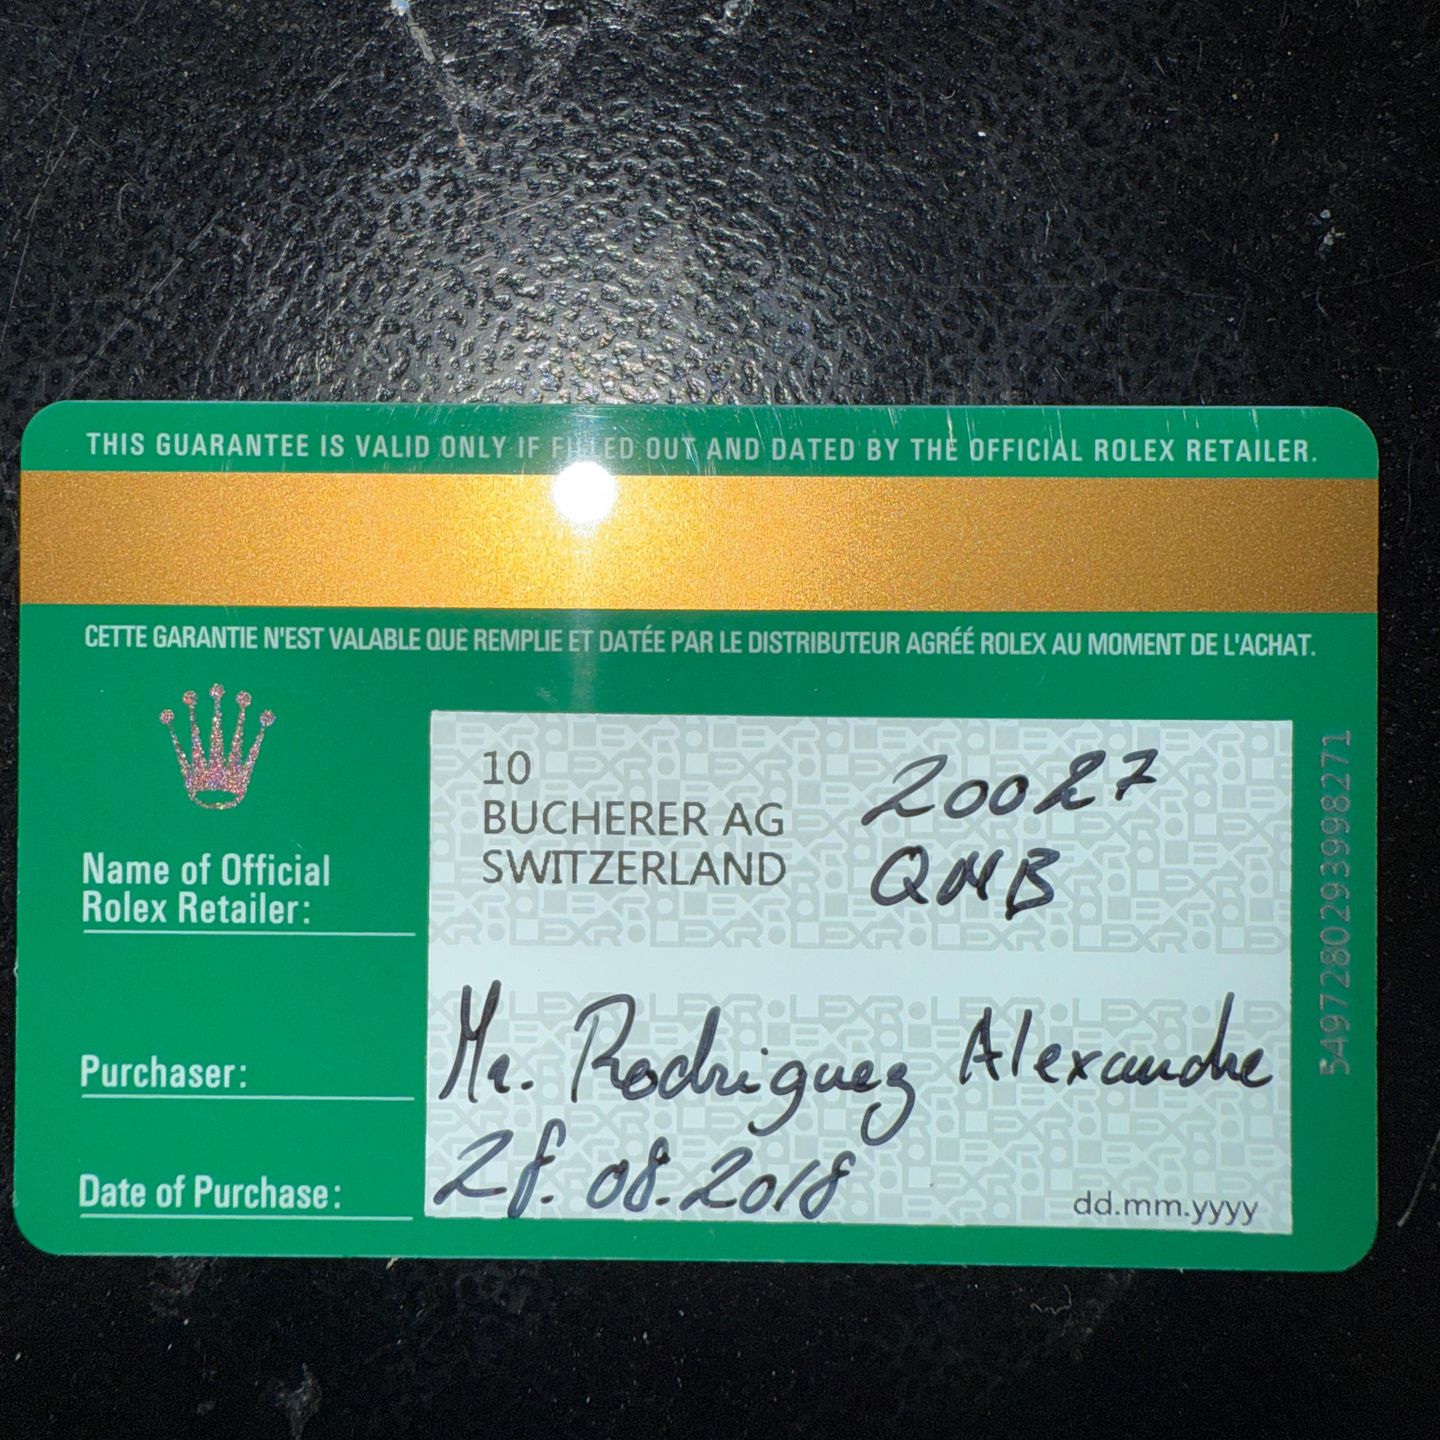 THIS GUARANTEE IS VALID ONLY IF FILLED OUT AND DATED BY THE OFFICIAL ROLEX RETAILER.
CETTE GARANTIE N'EST VALABLE QUE REMPLIE ET DATÉE PAR LE DISTRIBUTEUR AGRÉÉ ROLEX AU MOMENT DE L'ACHAT.
Name of Official
Rolex Retailer:
10
BUCHERER AG
SWITZERLAND
20027
QMB
Purchaser:
Mr. Rodriguez Alexandre
Date of Purchase:
28.08.2018
dd.mm.yyyy
5497280293998271